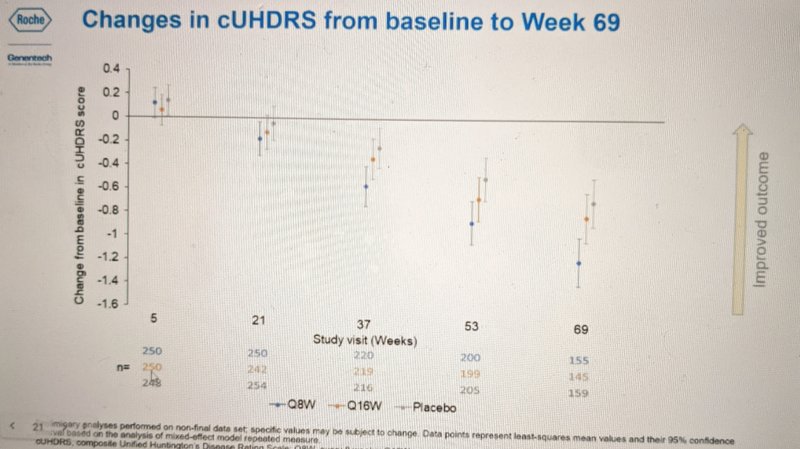 Roche
Changes in cUHDRS from baseline to Week 69
Genentech
Change from baseline in cUHDRS score
0.4
0.2
0
-0.2
-0.4
-0.6
-0.8
-1
-1.2
-1.4
-1.6
Improved outcome
5 21 37 53 69
Study visit (Weeks)
250 250 220 200 155
n= 250 242 219 199 145
248 254 216 205 159
Q8W Q16W Placebo
21 analyses performed on non-final data set; specific values may be subject to change. Data points represent least-squares mean values and their 95% confidence
based on the analysis of mixed-effect model repeated measure.
cUHDRS, composite Unified Huntington's Disease Rating Scale;